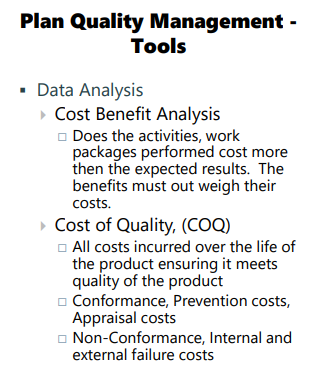 Plan Quality Management -
Tools
▪ Data Analysis
Cost Benefit Analysis
Does the activities, work
packages performed cost more
then the expected results. The
benefits must out weigh their
costs.
Cost of Quality, (COQ)
All costs incurred over the life of
the product ensuring it meets
quality of the product
Conformance, Prevention costs,
Appraisal costs
Non-Conformance, Internal and
external failure costs